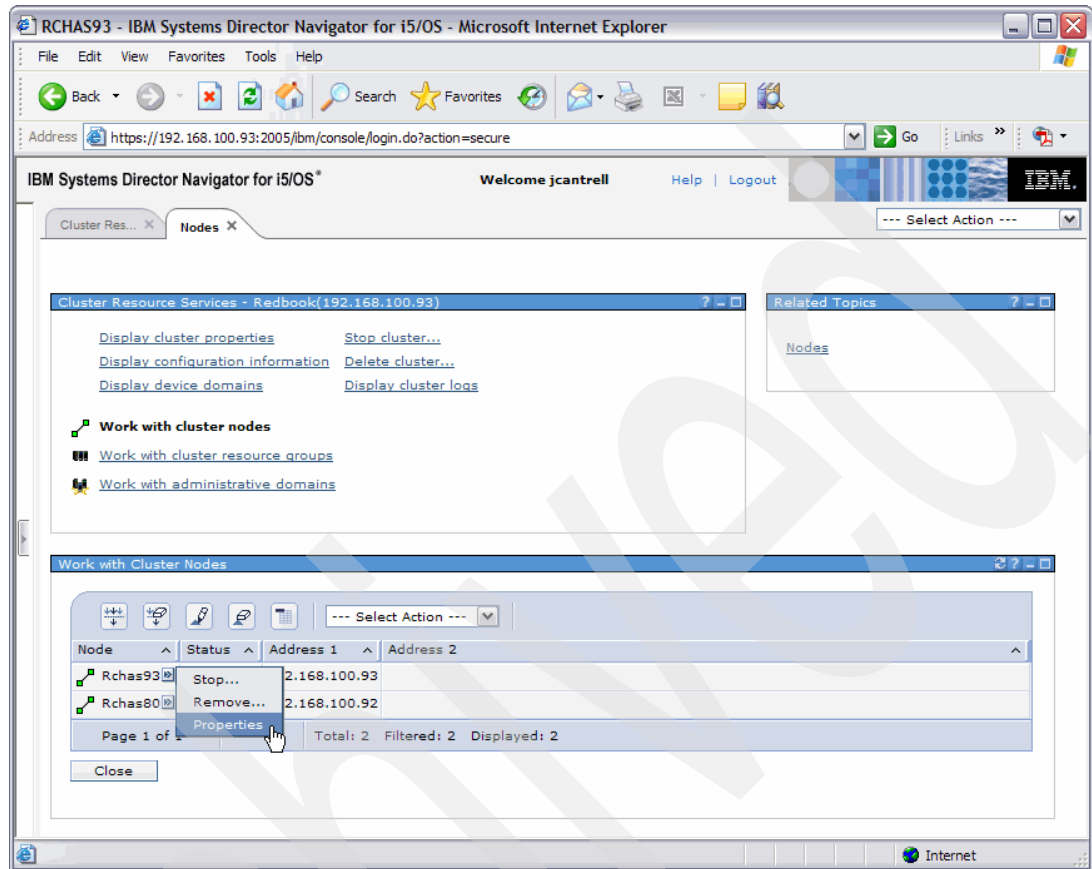 RCHAS93 - IBM Systems Director Navigator for i5/OS - Microsoft Internet Explorer
File Edit View Favorites Tools Help
Back Search Favorites
Address https://192.168.100.93:2005/ibm/console/login.do?action=secure Go Links »
IBM Systems Director Navigator for i5/OS® Welcome jcantrell Help | Logout IBM.
Cluster Res... X Nodes X --- Select Action ---
Cluster Resource Services - Redbook(192.168.100.93) ? Related Topics ?
Display cluster properties Stop cluster... Nodes
Display configuration information Delete cluster...
Display device domains Display cluster logs
Work with cluster nodes
Work with cluster resource groups
Work with administrative domains
Work with Cluster Nodes ?
--- Select Action ---
Node Status Address 1 Address 2
Rchas93 Stop... 2.168.100.93
Rchas80 Remove... 2.168.100.92
Properties
Page 1 of 1 Total: 2 Filtered: 2 Displayed: 2
Close
Internet